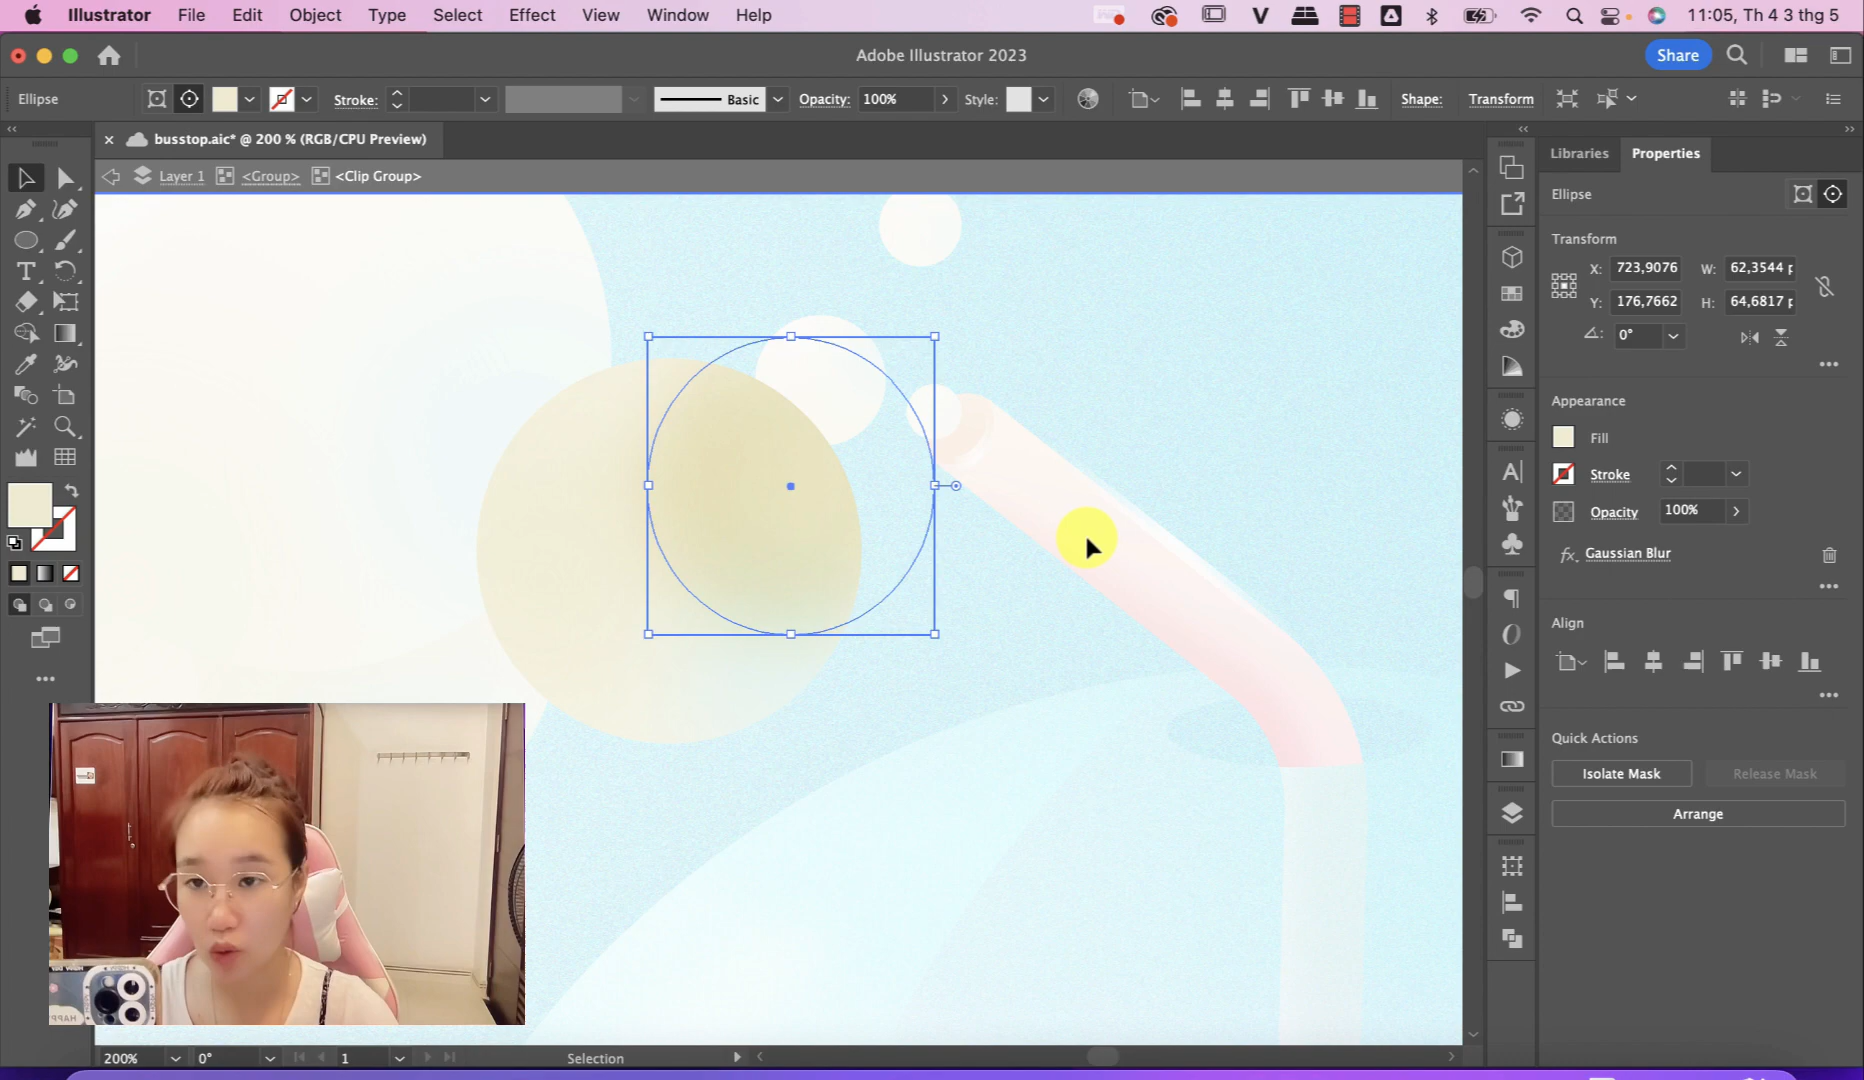 Illustrator File Edit Object Type Select Effect View Window Help
11:05, Th 4 3 thg 5
Adobe Illustrator 2023
Share
Ellipse
Stroke:
Basic
Opacity: 100%
Style:
Shape:
Transform
busstop.aic* @ 200 % (RGB/CPU Preview)
Layer 1 <Group> <Clip Group>
Libraries Properties
Ellipse
Transform
X: 723,9076 W: 62,3544 p
Y: 176,7662 H: 64,6817 p
0°
Appearance
Fill
Stroke
Opacity 100%
fx. Gaussian Blur
Align
Quick Actions
Isolate Mask Release Mask
Arrange
200% 0° 1 Selection